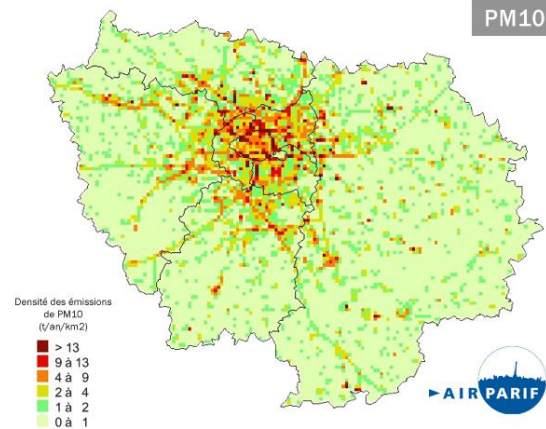 PM10
Densité des émissions
de PM10
(t/an/km2)
> 13
9 à 13
4 à 9
2 à 4
1 à 2
0 à 1
AIRPARIF